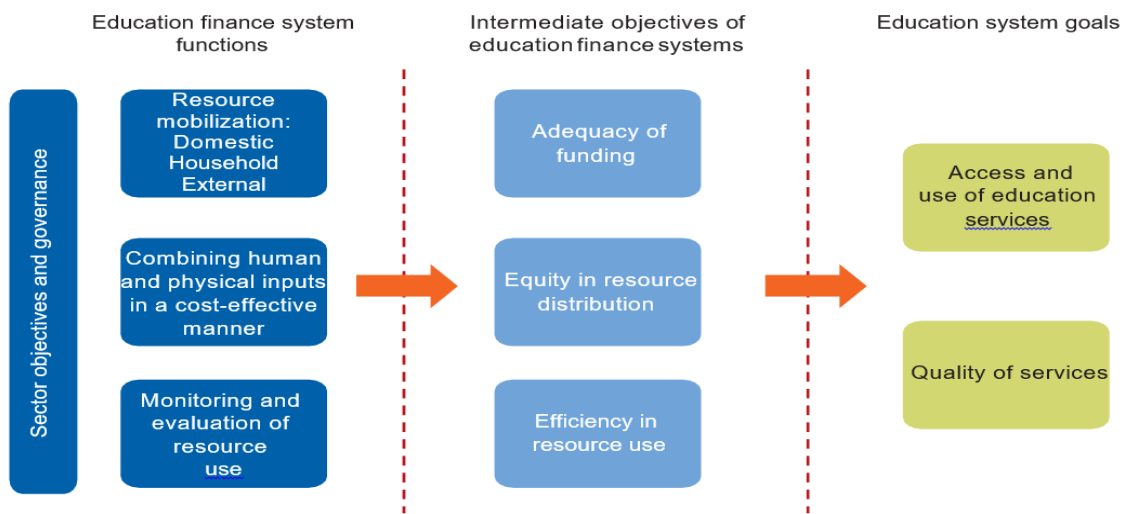 Education finance system
functions
Intermediate objectives of
education finance systems
Education system goals
Sector objectives and governance
Resource
mobilization:
Domestic
Household
External
Combining human
and physical inputs
in a cost-effective
manner
Monitoring and
evaluation of
resource
use
Adequacy of
funding
Equity in resource
distribution
Efficiency in
resource use
Access and
use of education
services
Quality of services